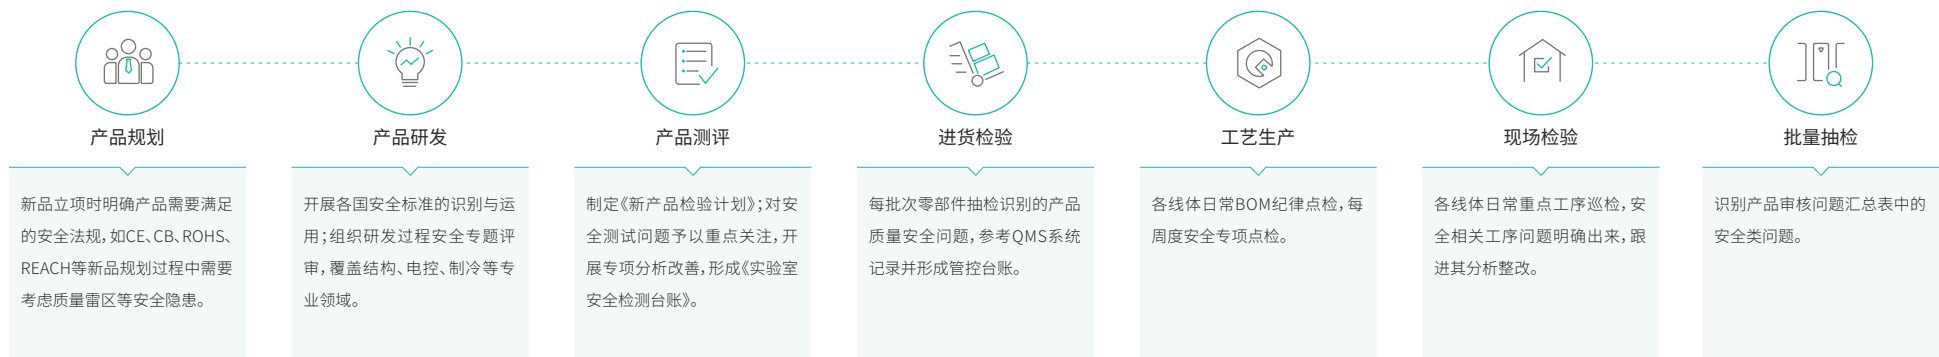 产品规划
新品立项时明确产品需要满足
的安全法规，如CE、CB、ROHS、
REACH等新品规划过程中需要
考虑质量雷区等安全隐患。
产品研发
开展各国安全标准的识别与运
用；组织研发过程安全专题评
审，覆盖结构、电控、制冷等专
业领域。
产品测评
制定《新产品检验计划》；对安
全测试问题予以重点关注，开
展专项分析改善，形成《实验室
安全检测台账》。
进货检验
每批次零部件抽检识别的产品
质量安全问题，参考QMS系统
记录并形成管控台账。
工艺生产
各线体日常BOM纪律点检，每
周度安全专项点检。
现场检验
各线体日常重点工序巡检，安
全相关工序问题明确出来，跟
进其分析整改。
批量抽检
识别产品审核问题汇总表中的
安全类问题。